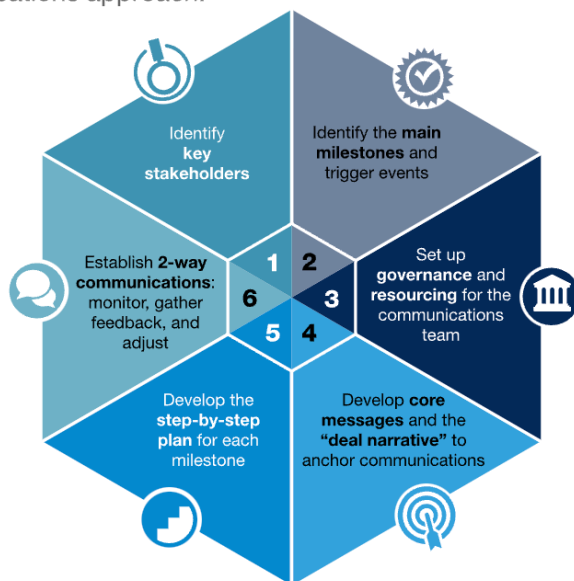 Identify
key
stakeholders
Identify the main
milestones and
trigger events
Set up
governance and
resourcing for the
communications
team
Develop core
messages and the
“deal narrative” to
anchor communications
Develop the
step-by-step
plan for each
milestone
Establish 2-way
communications:
monitor, gather
feedback, and
adjust
1
2
3
4
5
6